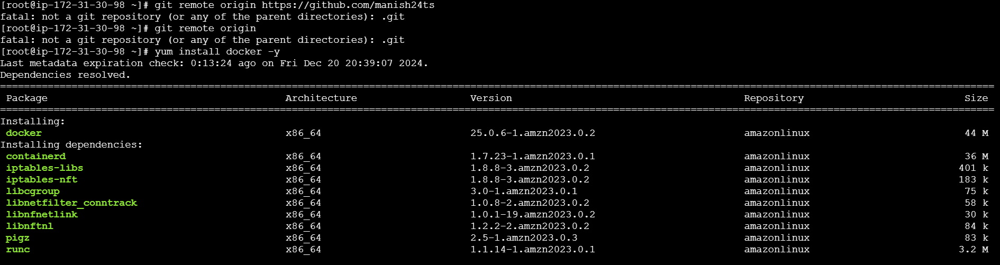 [root@ip-172-31-30-98 ~]# git remote origin https://github.com/manish24ts
fatal: not a git repository (or any of the parent directories): .git
[root@ip-172-31-30-98 ~]# git remote origin
fatal: not a git repository (or any of the parent directories): .git
[root@ip-172-31-30-98 ~]# yum install docker -y
Last metadata expiration check: 0:13:24 ago on Fri Dec 20 20:39:07 2024.
Dependencies resolved.
Package Architecture Version Repository Size
Installing:
docker x86_64 25.0.6-1.amzn2023.0.2 amazonlinux 44 M
Installing dependencies:
containerd x86_64 1.7.23-1.amzn2023.0.1 amazonlinux 36 M
iptables-libs x86_64 1.8.8-3.amzn2023.0.2 amazonlinux 401 k
iptables-nft x86_64 1.8.8-3.amzn2023.0.2 amazonlinux 183 k
libcgroup x86_64 3.0-1.amzn2023.0.1 amazonlinux 75 k
libnetfilter_conntrack x86_64 1.0.8-2.amzn2023.0.2 amazonlinux 58 k
libnfnetlink x86_64 1.0.1-19.amzn2023.0.2 amazonlinux 30 k
libnftnl x86_64 1.2.2-2.amzn2023.0.2 amazonlinux 84 k
pigz x86_64 2.5-1.amzn2023.0.3 amazonlinux 83 k
runc x86_64 1.1.14-1.amzn2023.0.1 amazonlinux 3.2 M